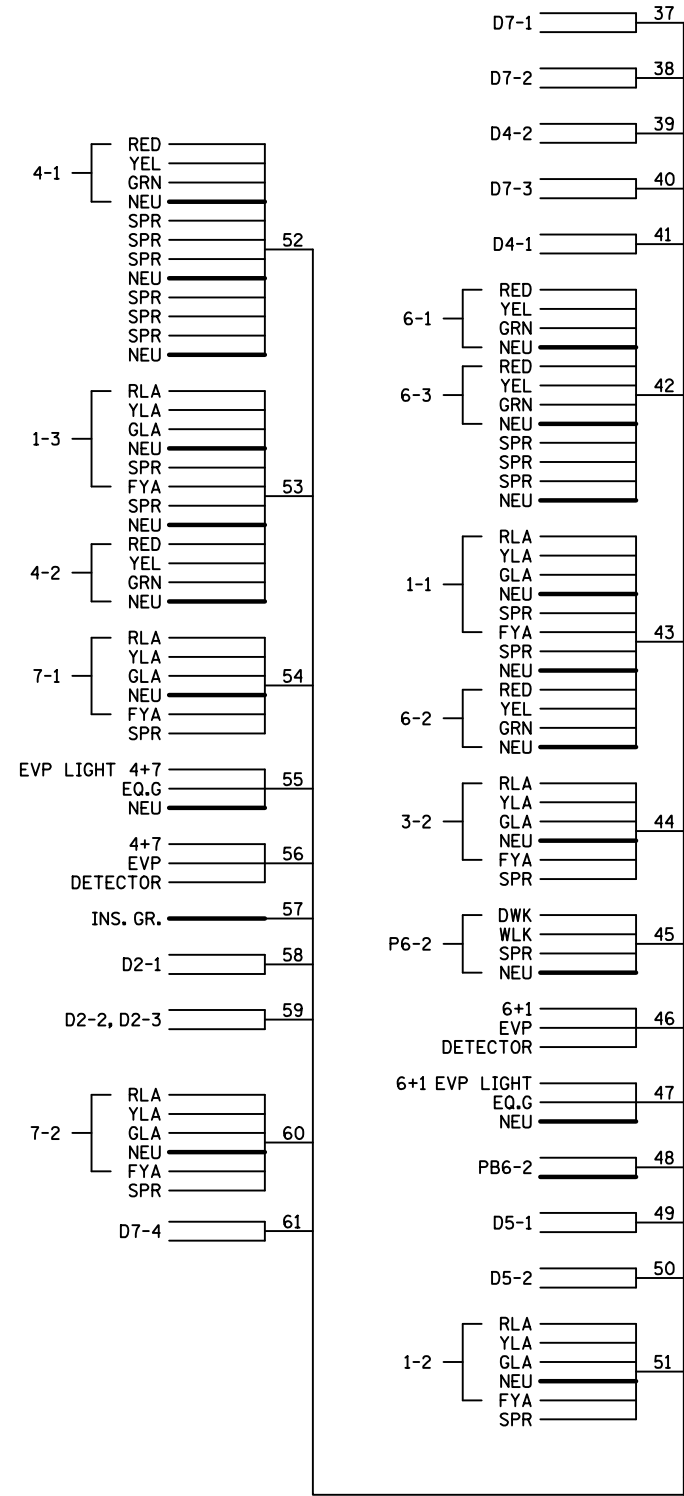 4-1
RED
YEL
GRN
NEU
SPR
SPR
SPR
NEU
SPR
SPR
SPR
NEU
52
1-3
RLA
YLA
GLA
NEU
SPR
FYA
SPR
NEU
4-2
RED
YEL
GRN
NEU
53
7-1
RLA
YLA
GLA
NEU
FYA
SPR
54
EVP LIGHT 4+7
EQ.G
NEU
55
4+7
EVP
DETECTOR
56
INS. GR.
57
D2-1
58
D2-2, D2-3
59
7-2
RLA
YLA
GLA
NEU
FYA
SPR
60
D7-4
61
D7-1
37
D7-2
38
D4-2
39
D7-3
40
D4-1
41
6-1
RED
YEL
GRN
NEU
6-3
RED
YEL
GRN
NEU
SPR
SPR
SPR
NEU
42
1-1
RLA
YLA
GLA
NEU
SPR
FYA
SPR
NEU
6-2
RED
YEL
GRN
NEU
43
3-2
RLA
YLA
GLA
NEU
FYA
SPR
44
P6-2
DWK
WLK
SPR
NEU
45
6+1
EVP
DETECTOR
46
6+1 EVP LIGHT
EQ.G
NEU
47
PB6-2
48
D5-1
49
D5-2
50
1-2
RLA
YLA
GLA
NEU
FYA
SPR
51